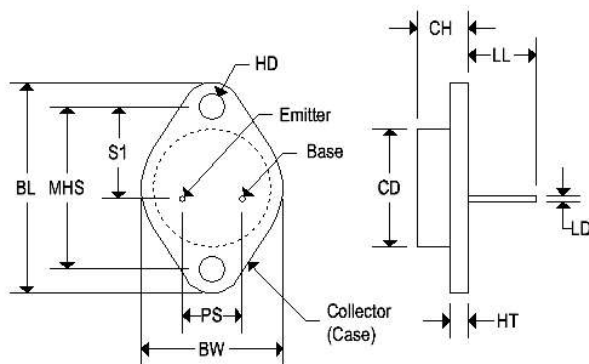 CH
LL
HD
Emitter
S1
Base
BL
MHS
CD
LD
PS
Collector
(Case)
HT
BW